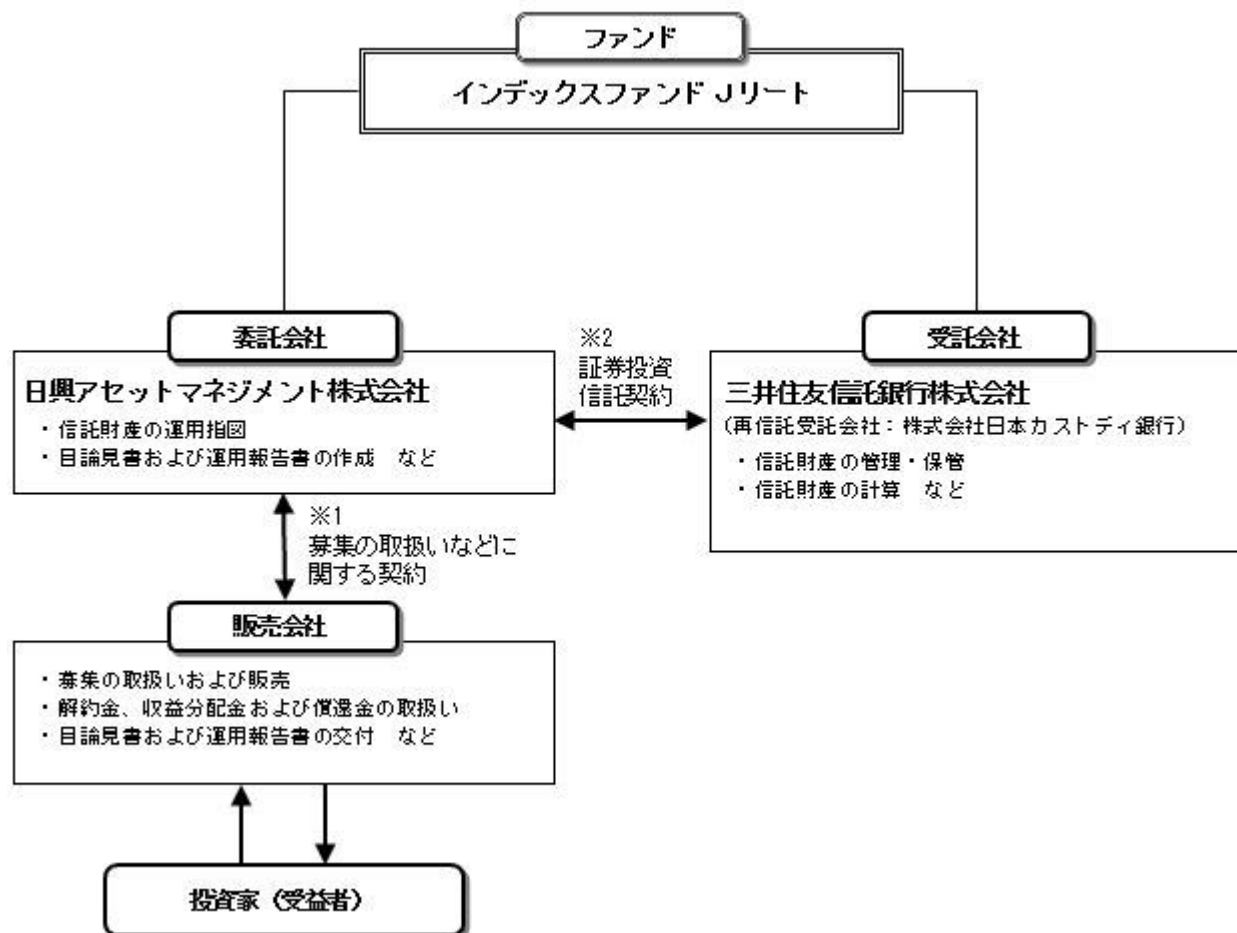 ファンド
インデックスファンド Jリート
委託会社
日興アセットマネジメント株式会社
・信託財産の運用指図
・目論見書および運用報告書の作成　など
※2
証券投資
信託契約
受託会社
三井住友信託銀行株式会社
(再信託受託会社：株式会社日本カストディ銀行)
・信託財産の管理・保管
・信託財産の計算　など
※1
募集の取扱いなどに
関する契約
販売会社
・募集の取扱いおよび販売
・解約金、収益分配金および償還金の取扱い
・目論見書および運用報告書の交付　など
投資家（受益者）